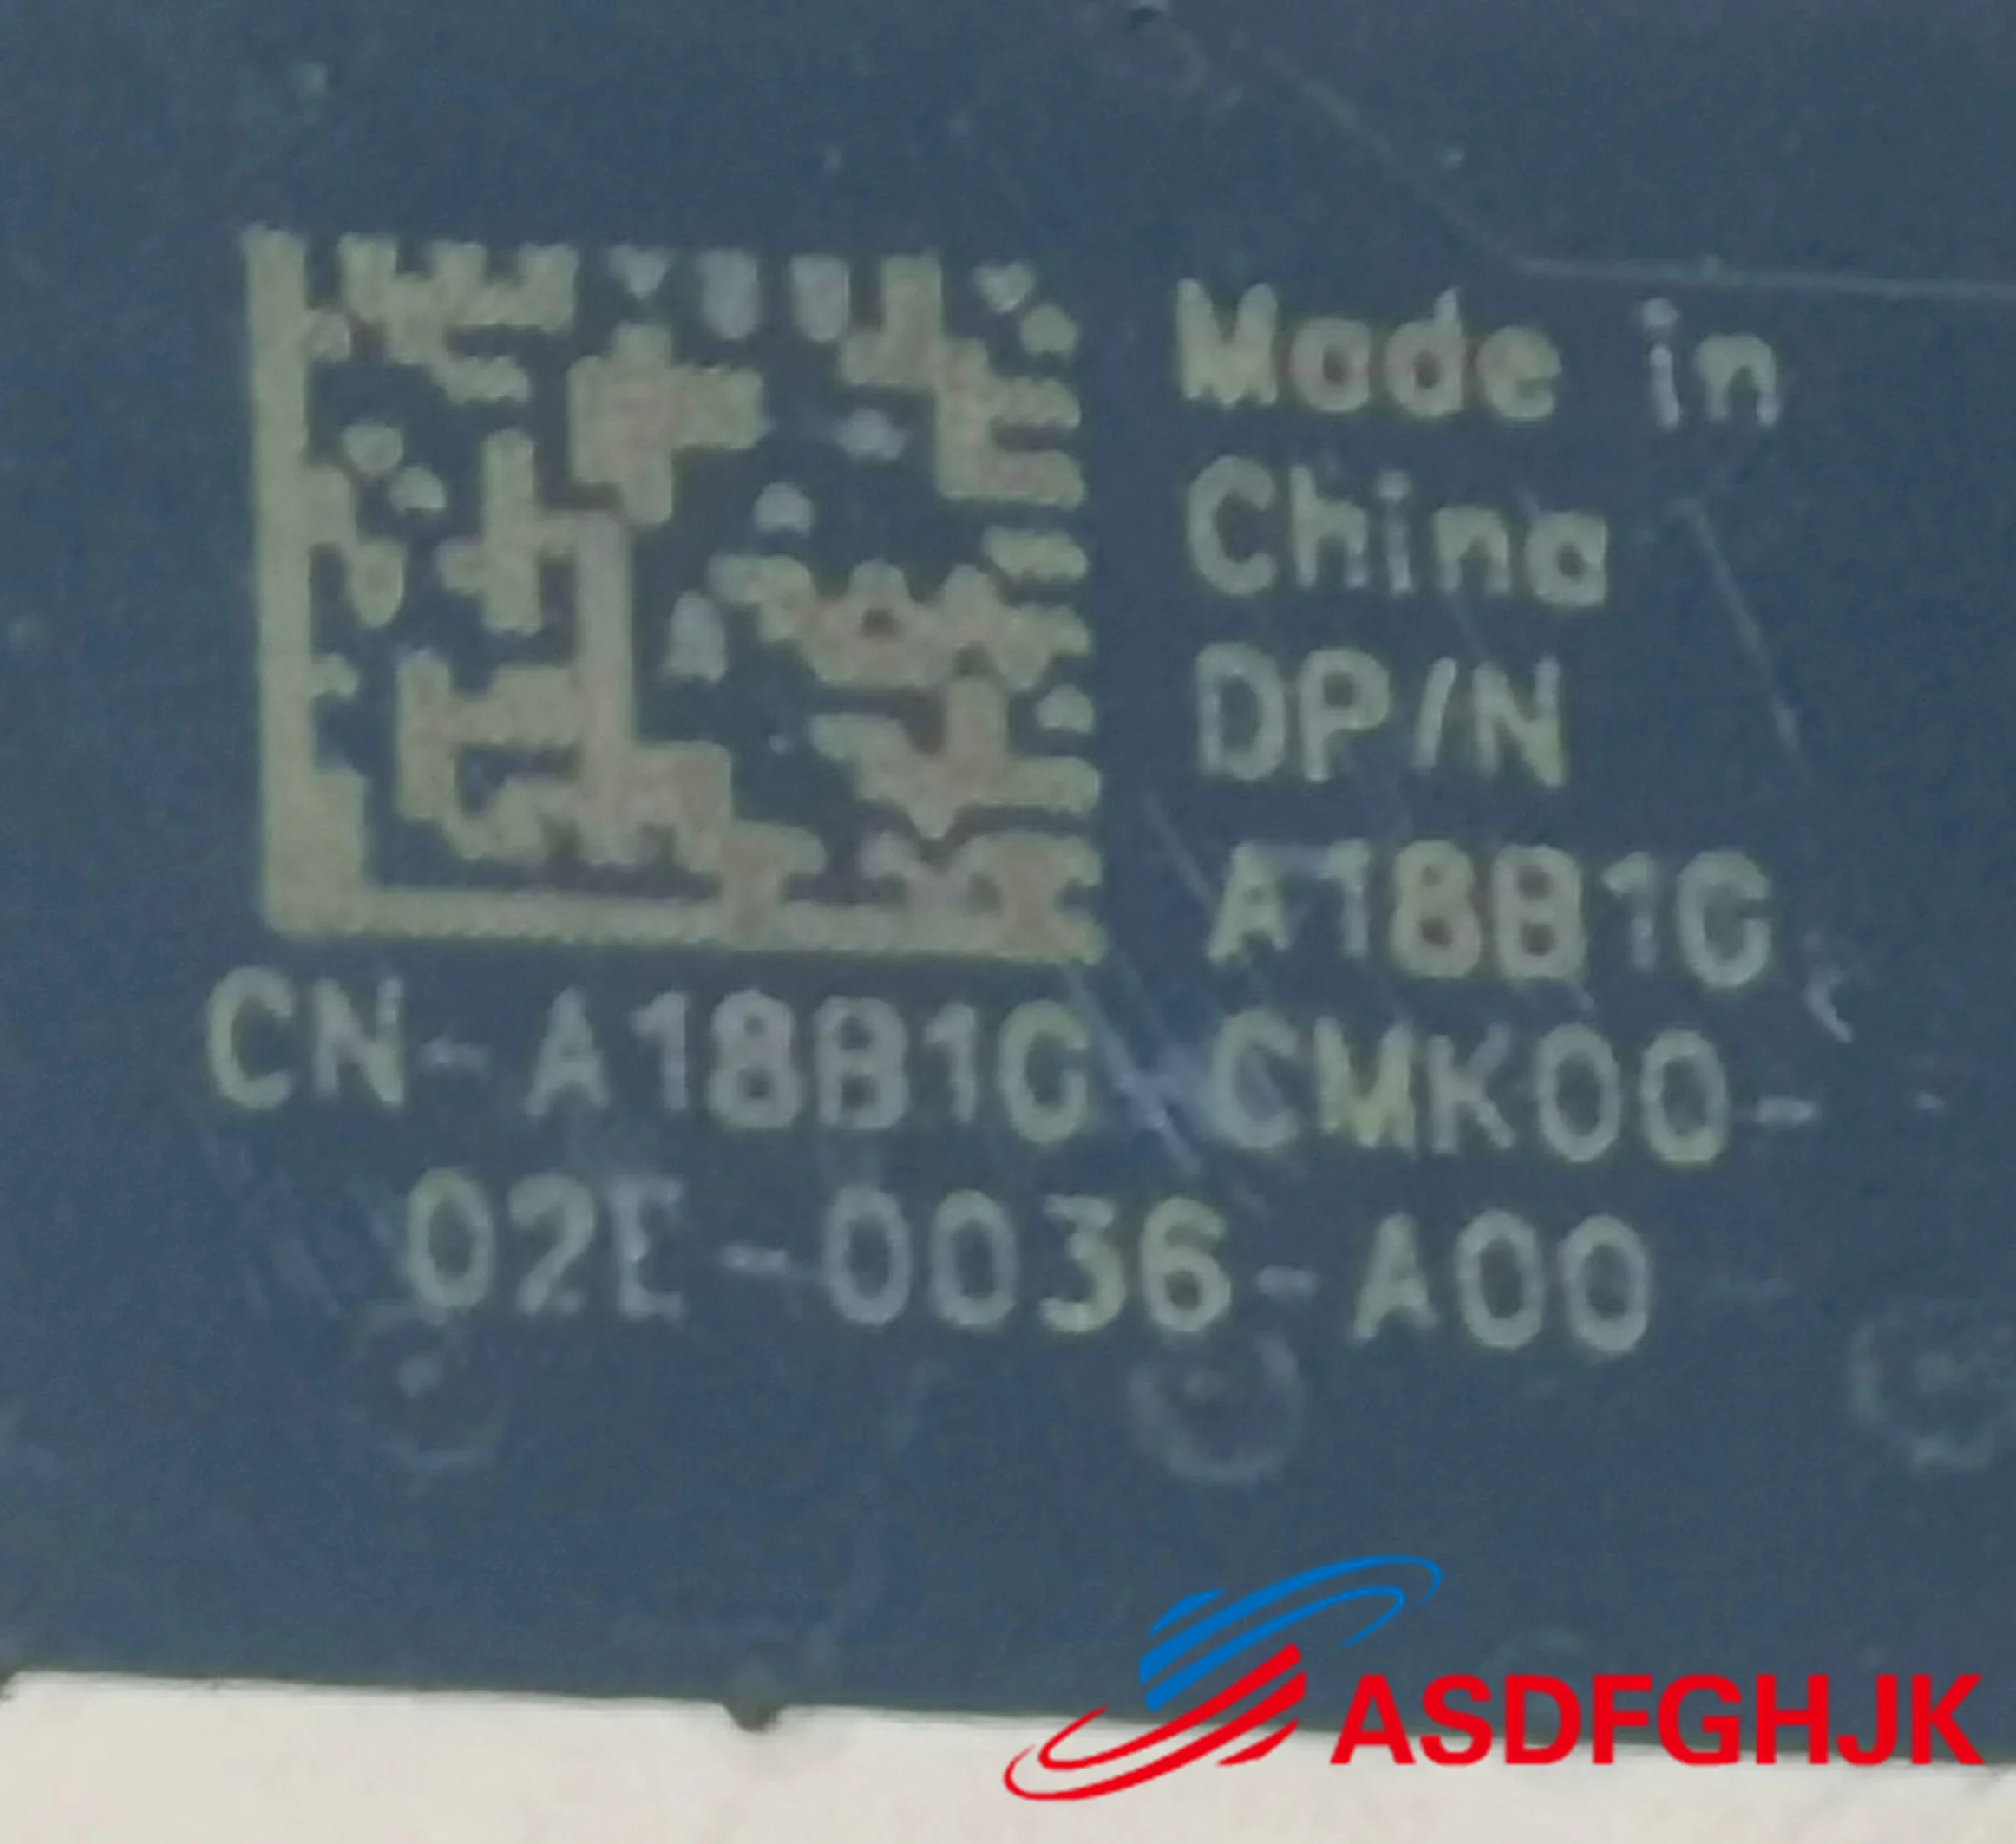 Made in
China
DP/N
A18B1G
CN-A18B1G-CMK00-
02E-0036-A00
ASDFGHJK